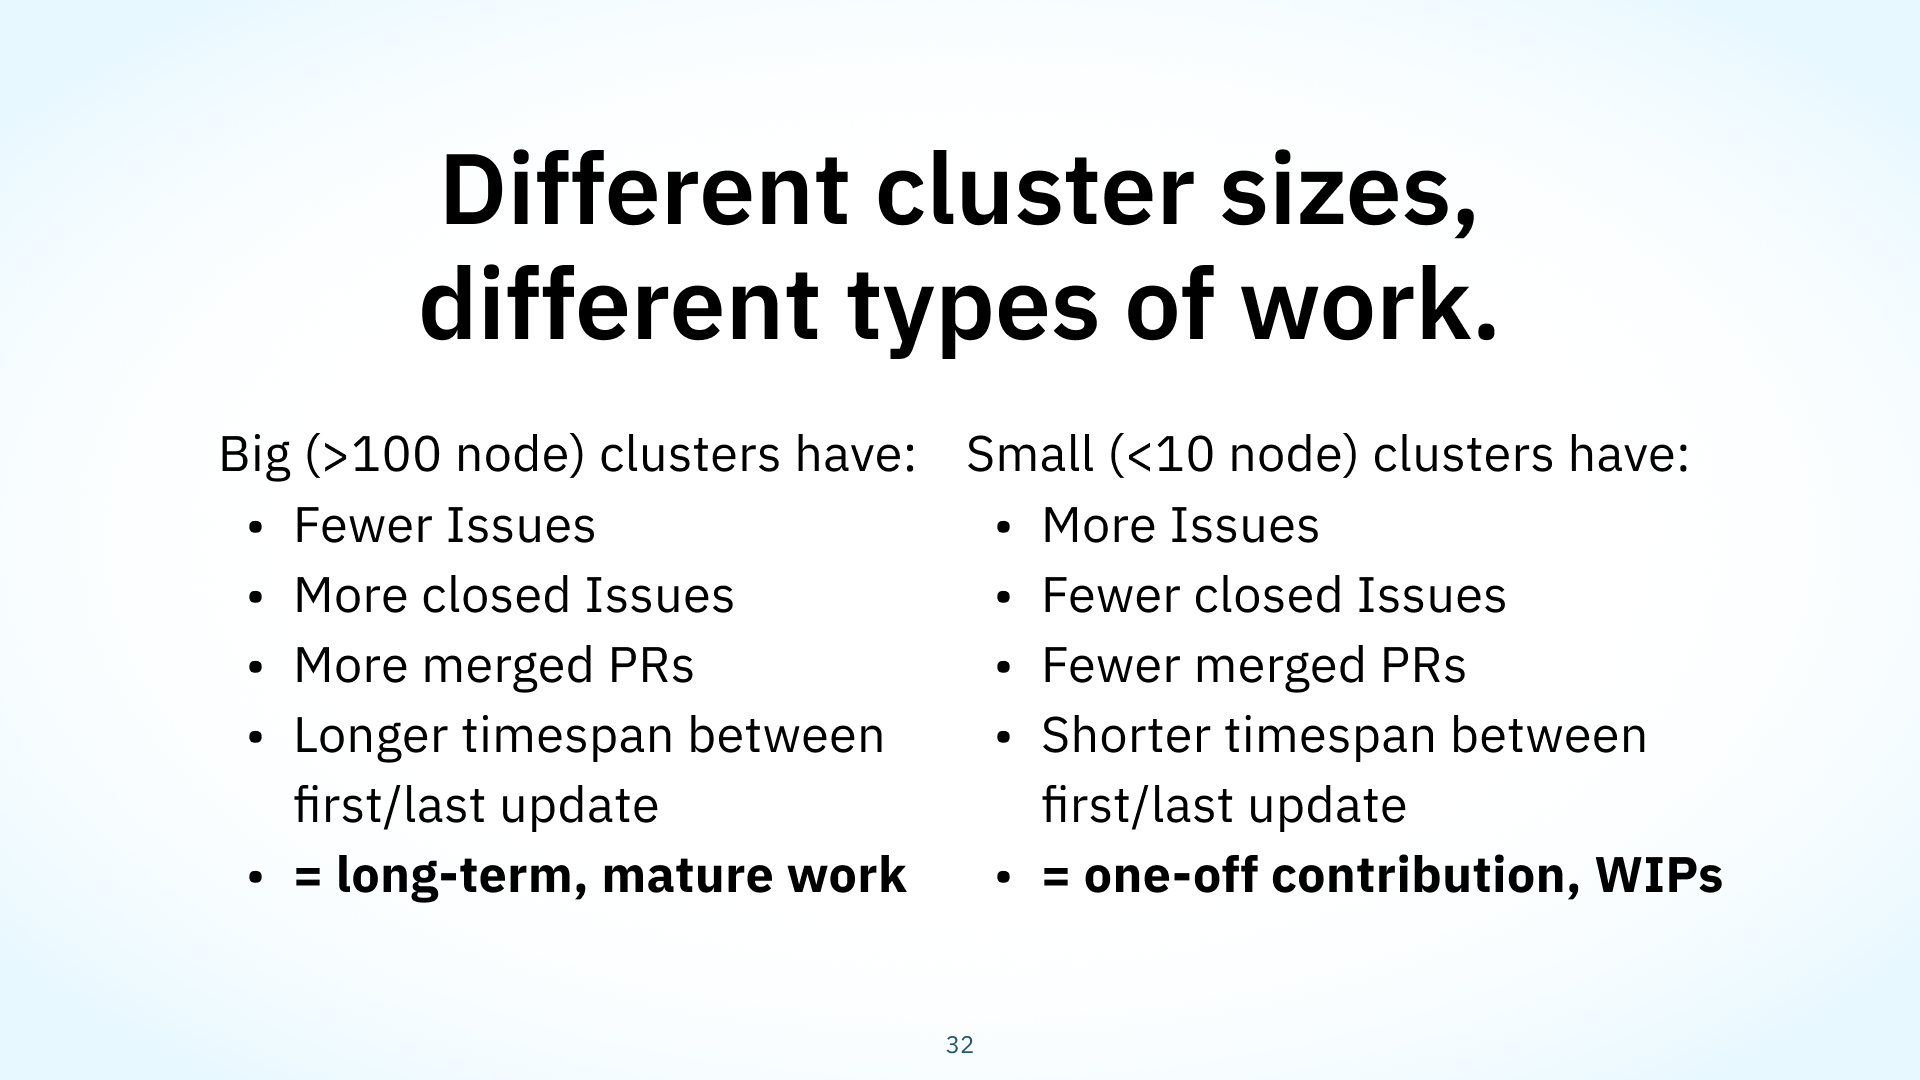 Different cluster sizes,
different types of work.
Big (>100 node) clusters have:
• Fewer Issues
• More closed Issues
• More merged PRs
• Longer timespan between
first/last update
• = long-term, mature work
Small (<10 node) clusters have:
• More Issues
• Fewer closed Issues
• Fewer merged PRs
• Shorter timespan between
first/last update
• = one-off contribution, WIPs
32